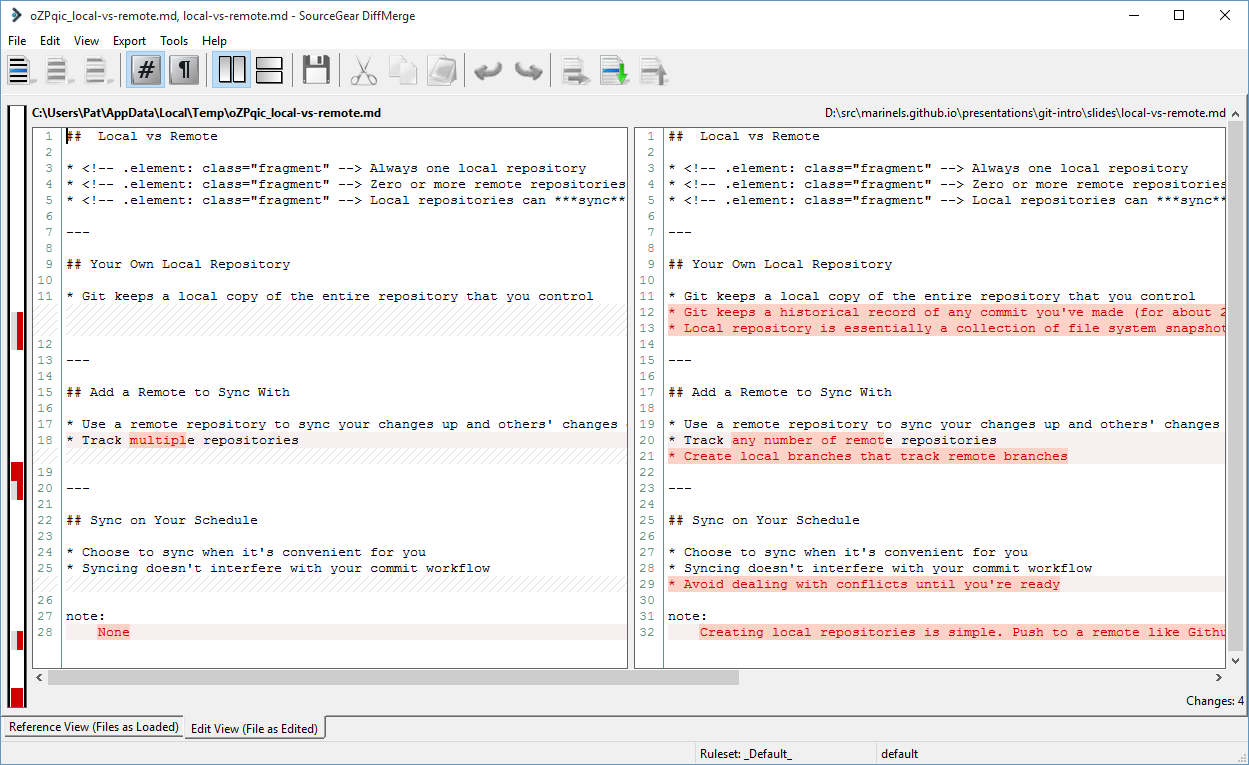 oZPqic_local-vs-remote.md, local-vs-remote.md - SourceGear DiffMerge
File Edit View Export Tools Help
# ¶
C:\Users\Pat\AppData\Local\Temp\oZPqic_local-vs-remote.md
1 ## Local vs Remote
2
3 * <!-- .element: class="fragment" --> Always one local repository
4 * <!-- .element: class="fragment" --> Zero or more remote repositories
5 * <!-- .element: class="fragment" --> Local repositories can ***sync**
6
7 ---
8
9 ## Your Own Local Repository
10
11 * Git keeps a local copy of the entire repository that you control
12
13 ---
14
15 ## Add a Remote to Sync With
16
17 * Use a remote repository to sync your changes up and others' changes
18 * Track multiple repositories
19
20 ---
21
22 ## Sync on Your Schedule
23
24 * Choose to sync when it's convenient for you
25 * Syncing doesn't interfere with your commit workflow
26
27 note:
28 None
D:\src\marinels.github.io\presentations\git-intro\slides\local-vs-remote.md
1 ## Local vs Remote
2
3 * <!-- .element: class="fragment" --> Always one local repository
4 * <!-- .element: class="fragment" --> Zero or more remote repositories
5 * <!-- .element: class="fragment" --> Local repositories can ***sync**
6
7 ---
8
9 ## Your Own Local Repository
10
11 * Git keeps a local copy of the entire repository that you control
12 * Git keeps a historical record of any commit you've made (for about 2
13 * Local repository is essentially a collection of file system snapshot
14
15 ---
16
17 ## Add a Remote to Sync With
18
19 * Use a remote repository to sync your changes up and others' changes
20 * Track any number of remote repositories
21 * Create local branches that track remote branches
22
23 ---
24
25 ## Sync on Your Schedule
26
27 * Choose to sync when it's convenient for you
28 * Syncing doesn't interfere with your commit workflow
29 * Avoid dealing with conflicts until you're ready
30
31 note:
32 Creating local repositories is simple. Push to a remote like Githu
Changes: 4
Reference View (Files as Loaded) Edit View (File as Edited)
Ruleset: _Default_ default